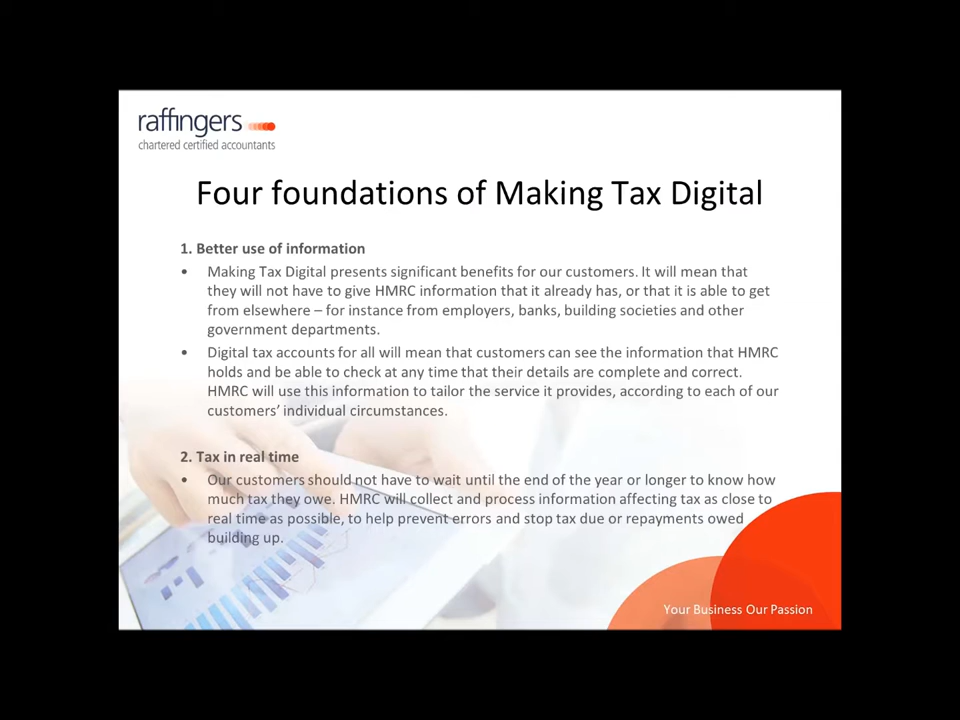 raffingers
chartered certified accountants
Four foundations of Making Tax Digital
1. Better use of information
• Making Tax Digital presents significant benefits for our customers. It will mean that
they will not have to give HMRC information that it already has, or that it is able to get
from elsewhere – for instance from employers, banks, building societies and other
government departments.
• Digital tax accounts for all will mean that customers can see the information that HMRC
holds and be able to check at any time that their details are complete and correct.
HMRC will use this information to tailor the service it provides, according to each of our
customers’ individual circumstances.
2. Tax in real time
• Our customers should not have to wait until the end of the year or longer to know how
much tax they owe. HMRC will collect and process information affecting tax as close to
real time as possible, to help prevent errors and stop tax due or repayments owed
building up.
Your Business Our Passion